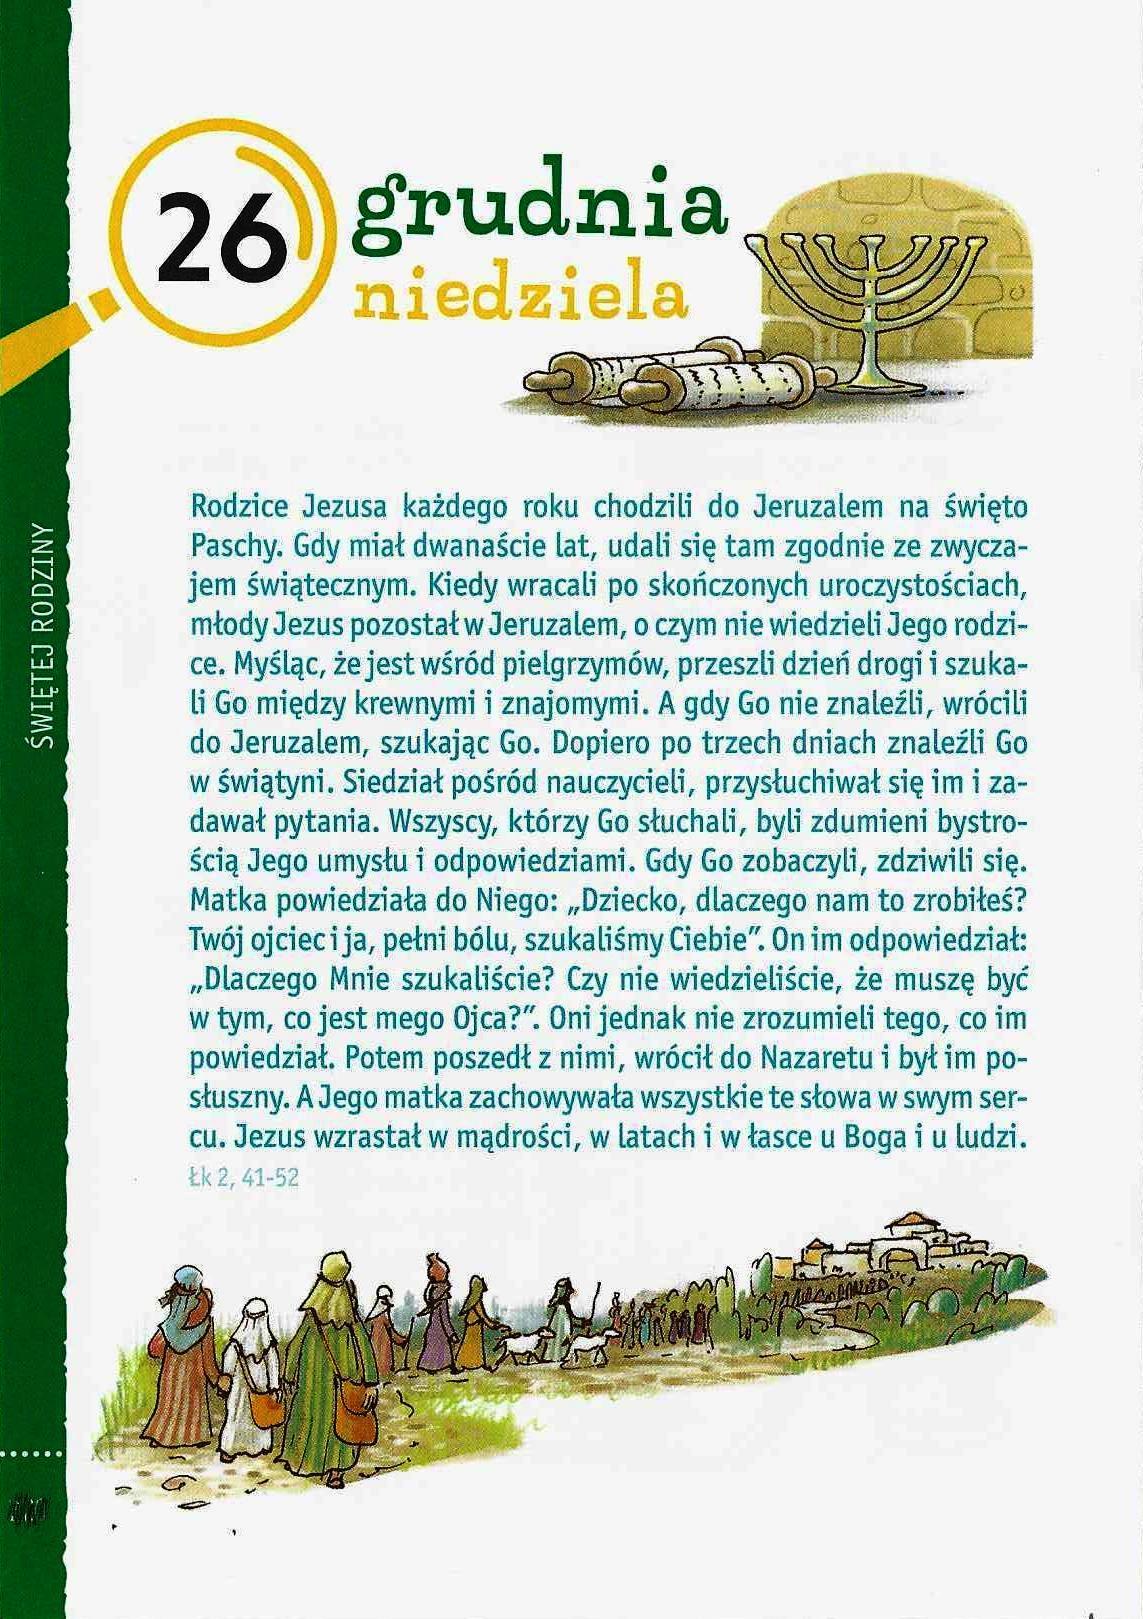 26
grudnia
niedziela
ŚWIĘTEJ RODZINY
Rodzice Jezusa każdego roku chodzili do Jeruzalem na święto
Paschy. Gdy miał dwanaście lat, udali się tam zgodnie ze zwycza-
jem świątecznym. Kiedy wracali po skończonych uroczystościach,
młody Jezus pozostał w Jeruzalem, o czym nie wiedzieli Jego rodzi-
ce. Myśląc, że jest wśród pielgrzymów, przeszli dzień drogi i szuka-
li Go między krewnymi i znajomymi. A gdy Go nie znaleźli, wrócili
do Jeruzalem, szukając Go. Dopiero po trzech dniach znaleźli Go
w świątyni. Siedział pośród nauczycieli, przysłuchiwał się im i za-
dawał pytania. Wszyscy, którzy Go słuchali, byli zdumieni bystro-
ścią Jego umysłu i odpowiedziami. Gdy Go zobaczyli, zdziwili się.
Matka powiedziała do Niego: „Dziecko, dlaczego nam to zrobiłeś?
Twój ojciec i ja, pełni bólu, szukaliśmy Ciebie”. On im odpowiedział:
„Dlaczego Mnie szukaliście? Czy nie wiedzieliście, że muszę być
w tym, co jest mego Ojca?”. Oni jednak nie zrozumieli tego, co im
powiedział. Potem poszedł z nimi, wrócił do Nazaretu i był im po-
słuszny. A Jego matka zachowywała wszystkie te słowa w swym ser-
cu. Jezus wzrastał w mądrości, w latach i w łasce u Boga i u ludzi.
Łk 2, 41-52